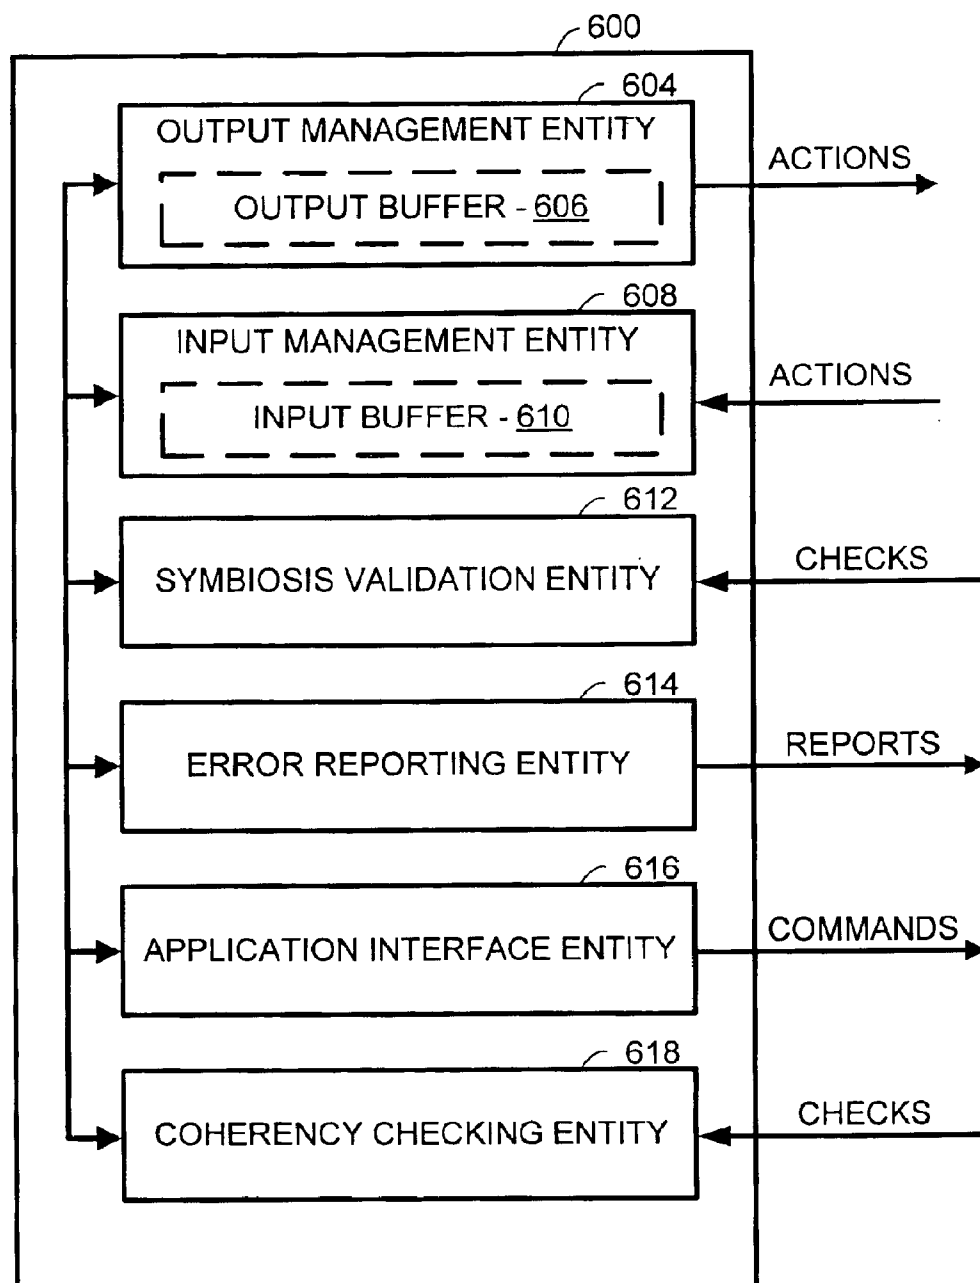 600
604
OUTPUT MANAGEMENT ENTITY
OUTPUT BUFFER - 606
ACTIONS
608
INPUT MANAGEMENT ENTITY
INPUT BUFFER - 610
ACTIONS
612
SYMBIOSIS VALIDATION ENTITY
CHECKS
614
ERROR REPORTING ENTITY
REPORTS
616
APPLICATION INTERFACE ENTITY
COMMANDS
618
COHERENCY CHECKING ENTITY
CHECKS